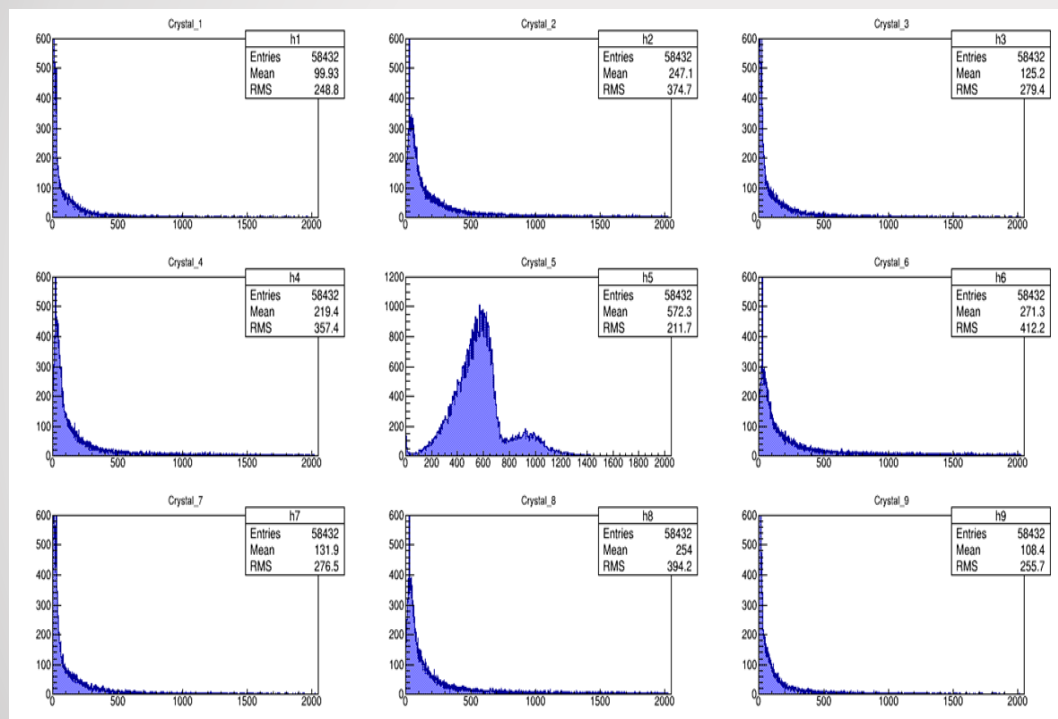 Crystal_1
h1
Entries 58432
Mean 99.93
RMS 248.8
600
500
400
300
200
100
0
0 500 1000 1500 2000
Crystal_2
h2
Entries 58432
Mean 247.1
RMS 374.7
600
500
400
300
200
100
0
0 500 1000 1500 2000
Crystal_3
h3
Entries 58432
Mean 125.2
RMS 279.4
600
500
400
300
200
100
0
0 500 1000 1500 2000
Crystal_4
h4
Entries 58432
Mean 219.4
RMS 357.4
600
500
400
300
200
100
0
0 500 1000 1500 2000
Crystal_5
h5
Entries 58432
Mean 572.3
RMS 211.7
1200
1000
800
600
400
200
0
0 200 400 600 800 1000 1200 1400 1600 1800 2000
Crystal_6
h6
Entries 58432
Mean 271.3
RMS 412.2
600
500
400
300
200
100
0
0 500 1000 1500 2000
Crystal_7
h7
Entries 58432
Mean 131.9
RMS 276.5
600
500
400
300
200
100
0
0 500 1000 1500 2000
Crystal_8
h8
Entries 58432
Mean 254
RMS 394.2
600
500
400
300
200
100
0
0 500 1000 1500 2000
Crystal_9
h9
Entries 58432
Mean 108.4
RMS 255.7
600
500
400
300
200
100
0
0 500 1000 1500 2000